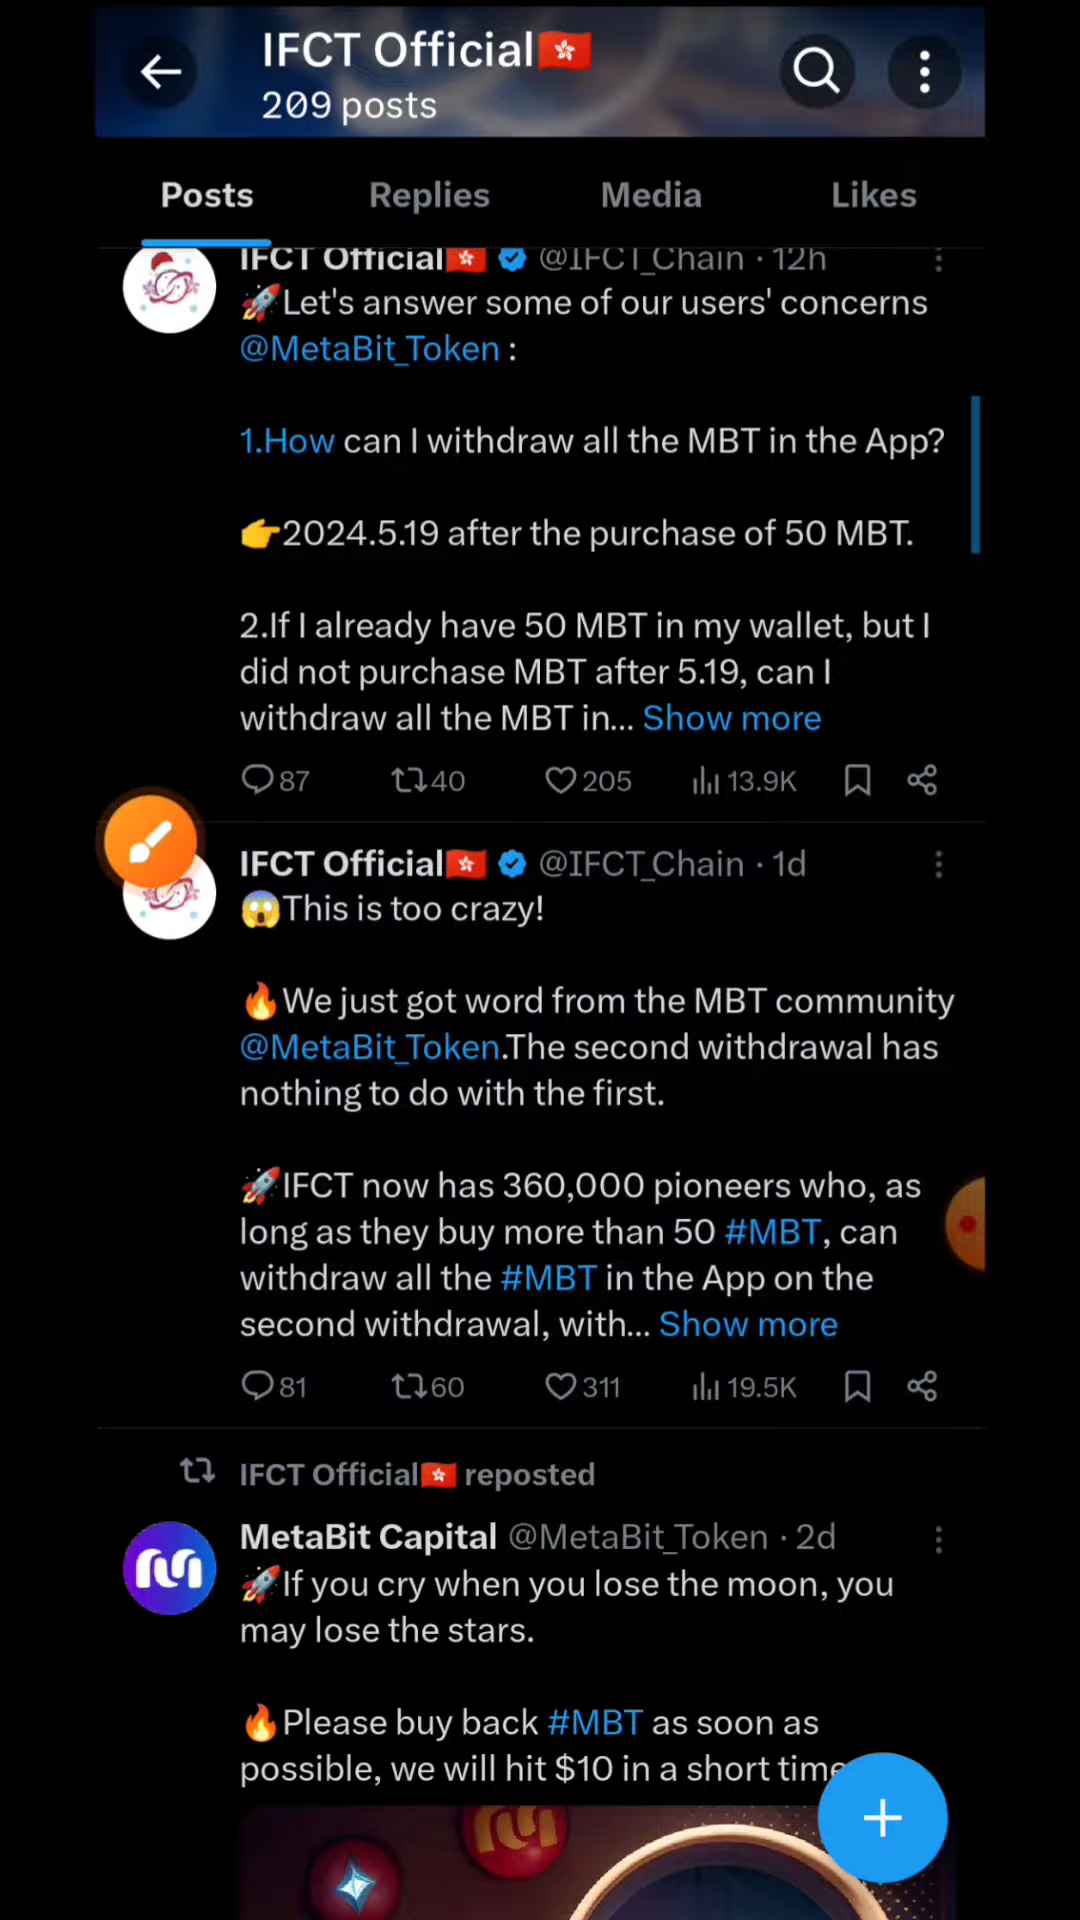 IFCT Official🇭🇰
209 posts
Posts Replies Media Likes
IFCT Official🇭🇰 @IFCT_Chain · 12h
🚀Let's answer some of our users' concerns
@MetaBit_Token :
1.How can I withdraw all the MBT in the App?
👉2024.5.19 after the purchase of 50 MBT.
2.If I already have 50 MBT in my wallet, but I
did not purchase MBT after 5.19, can I
withdraw all the MBT in... Show more
87 40 205 13.9K
IFCT Official🇭🇰 @IFCT_Chain · 1d
😱This is too crazy!
🔥We just got word from the MBT community
@MetaBit_Token.The second withdrawal has
nothing to do with the first.
🚀IFCT now has 360,000 pioneers who, as
long as they buy more than 50 #MBT, can
withdraw all the #MBT in the App on the
second withdrawal, with... Show more
81 60 311 19.5K
IFCT Official🇭🇰 reposted
MetaBit Capital @MetaBit_Token · 2d
🚀If you cry when you lose the moon, you
may lose the stars.
🔥Please buy back #MBT as soon as
possible, we will hit $10 in a short time